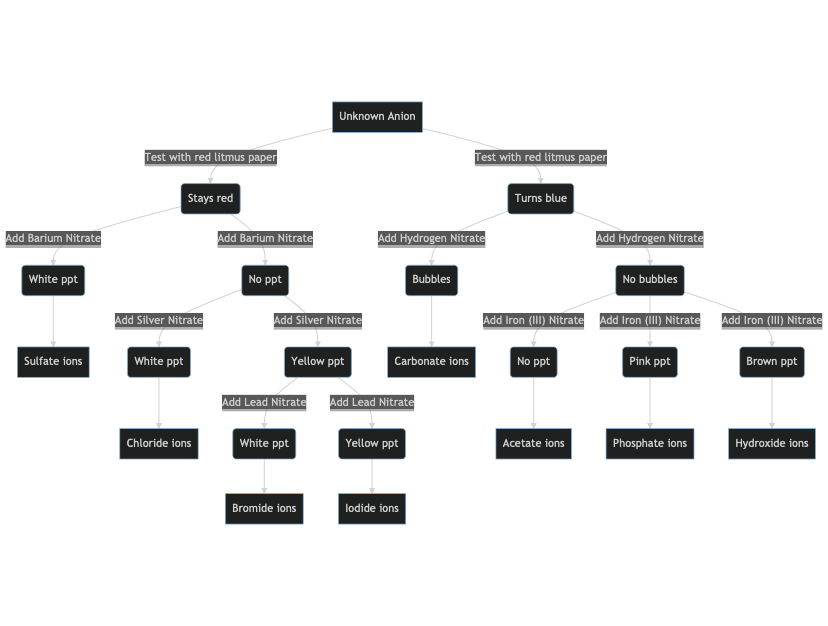 Unknown Anion
Test with red litmus paper
Test with red litmus paper
Stays red
Turns blue
Add Barium Nitrate
Add Barium Nitrate
Add Hydrogen Nitrate
Add Hydrogen Nitrate
White ppt
No ppt
Bubbles
No bubbles
Add Silver Nitrate
Add Silver Nitrate
Add Iron (III) Nitrate
Add Iron (III) Nitrate
Add Iron (III) Nitrate
Sulfate ions
White ppt
Yellow ppt
Carbonate ions
No ppt
Pink ppt
Brown ppt
Add Lead Nitrate
Add Lead Nitrate
Chloride ions
White ppt
Yellow ppt
Acetate ions
Phosphate ions
Hydroxide ions
Bromide ions
Iodide ions